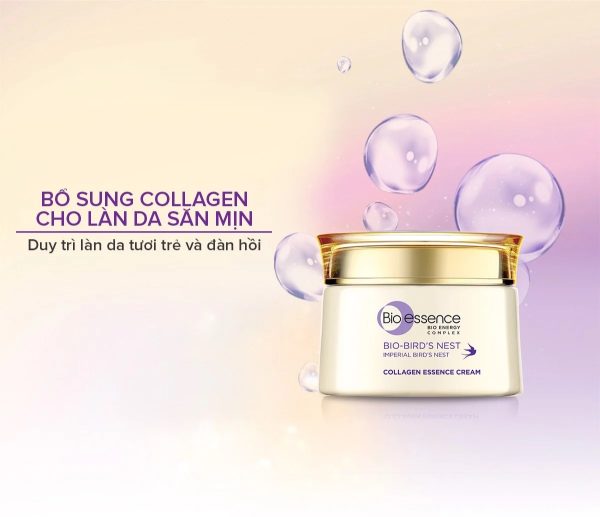 BỔ SUNG COLLAGEN
CHO LÀN DA SĂN MỊN
Duy trì làn da tươi trẻ và đàn hồi
Bio essence
BIO ENERGY
COMPLEX
BIO-BIRD'S NEST
IMPERIAL BIRD'S NEST
COLLAGEN ESSENCE CREAM